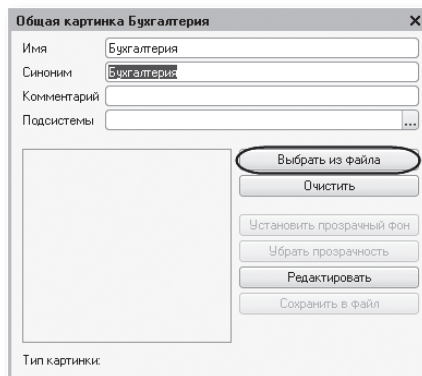 Общая картинка Бухгалтерия
Имя Бухгалтерия
Синоним Бухгалтерия
Комментарий
Подсистемы ...
Выбрать из файла
Очистить
Установить прозрачный фон
Убрать прозрачность
Редактировать
Сохранить в файл
Тип картинки: